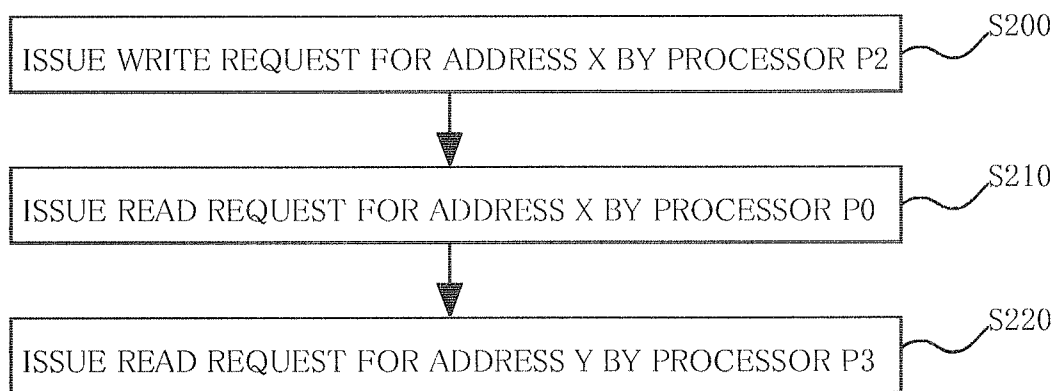 S200
ISSUE WRITE REQUEST FOR ADDRESS X BY PROCESSOR P2
S210
ISSUE READ REQUEST FOR ADDRESS X BY PROCESSOR P0
S220
ISSUE READ REQUEST FOR ADDRESS Y BY PROCESSOR P3